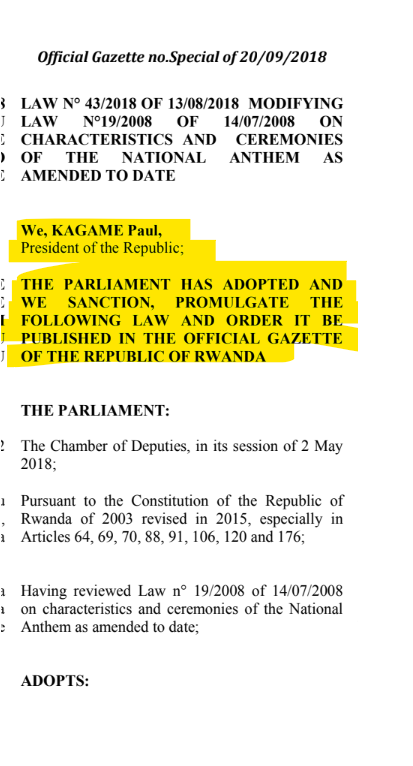 Official Gazette no.Special of 20/09/2018
LAW N° 43/2018 OF 13/08/2018 MODIFYING
LAW N°19/2008 OF 14/07/2008 ON
CHARACTERISTICS AND CEREMONIES
OF THE NATIONAL ANTHEM AS
AMENDED TO DATE
We, KAGAME Paul,
President of the Republic;
THE PARLIAMENT HAS ADOPTED AND
WE SANCTION, PROMULGATE THE
FOLLOWING LAW AND ORDER IT BE
PUBLISHED IN THE OFFICIAL GAZETTE
OF THE REPUBLIC OF RWANDA
THE PARLIAMENT:
The Chamber of Deputies, in its session of 2 May
2018;
Pursuant to the Constitution of the Republic of
Rwanda of 2003 revised in 2015, especially in
Articles 64, 69, 70, 88, 91, 106, 120 and 176;
Having reviewed Law n° 19/2008 of 14/07/2008
on characteristics and ceremonies of the National
Anthem as amended to date;
ADOPTS: